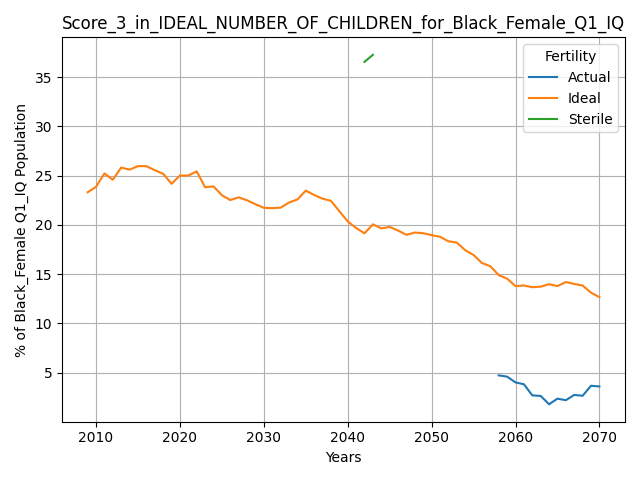 Score_3_in_IDEAL_NUMBER_OF_CHILDREN_for_Black_Female_Q1_IQ
Fertility
Actual
Ideal
Sterile
% of Black_Female Q1_IQ Population
35
30
25
20
15
10
5
2010 2020 2030 2040 2050 2060 2070
Years